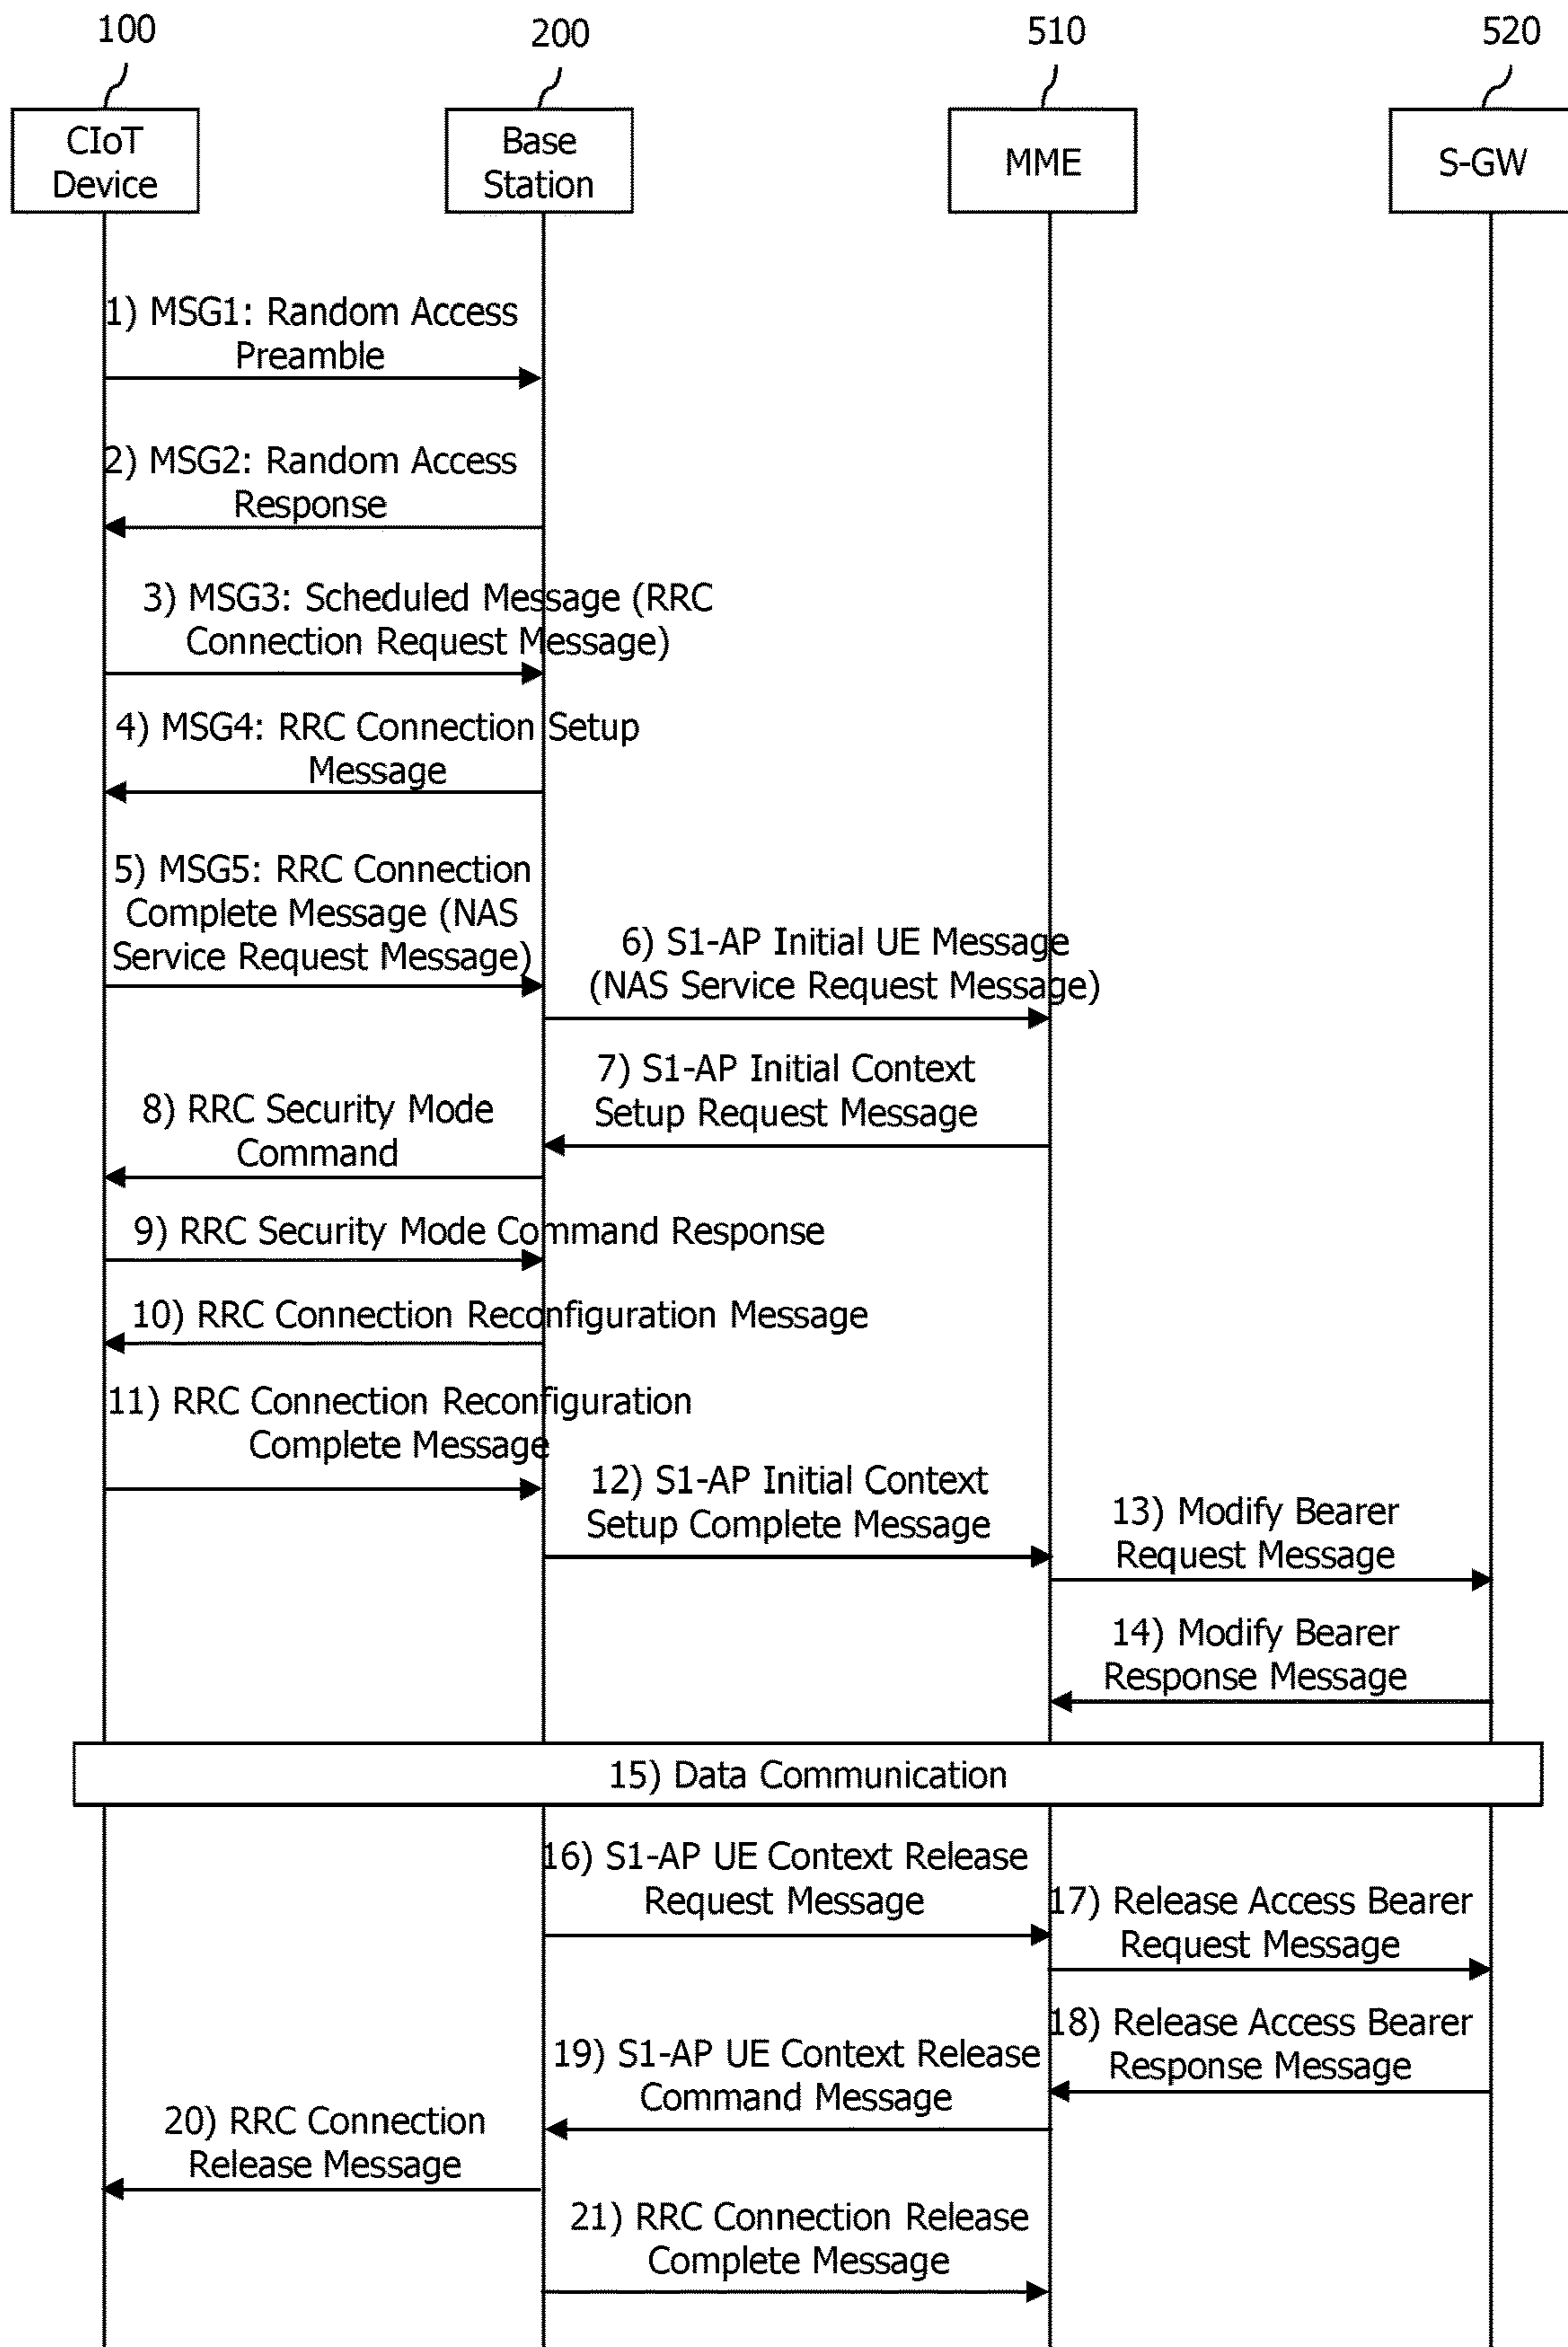 100
200
510
520
CIoT
Device
Base
Station
MME
S-GW
1) MSG1: Random Access
Preamble
2) MSG2: Random Access
Response
3) MSG3: Scheduled Message (RRC
Connection Request Message)
4) MSG4: RRC Connection Setup
Message
5) MSG5: RRC Connection
Complete Message (NAS
Service Request Message)
6) S1-AP Initial UE Message
(NAS Service Request Message)
7) S1-AP Initial Context
Setup Request Message
8) RRC Security Mode
Command
9) RRC Security Mode Command Response
10) RRC Connection Reconfiguration Message
11) RRC Connection Reconfiguration
Complete Message
12) S1-AP Initial Context
Setup Complete Message
13) Modify Bearer
Request Message
14) Modify Bearer
Response Message
15) Data Communication
16) S1-AP UE Context Release
Request Message
17) Release Access Bearer
Request Message
18) Release Access Bearer
Response Message
19) S1-AP UE Context Release
Command Message
20) RRC Connection
Release Message
21) RRC Connection Release
Complete Message